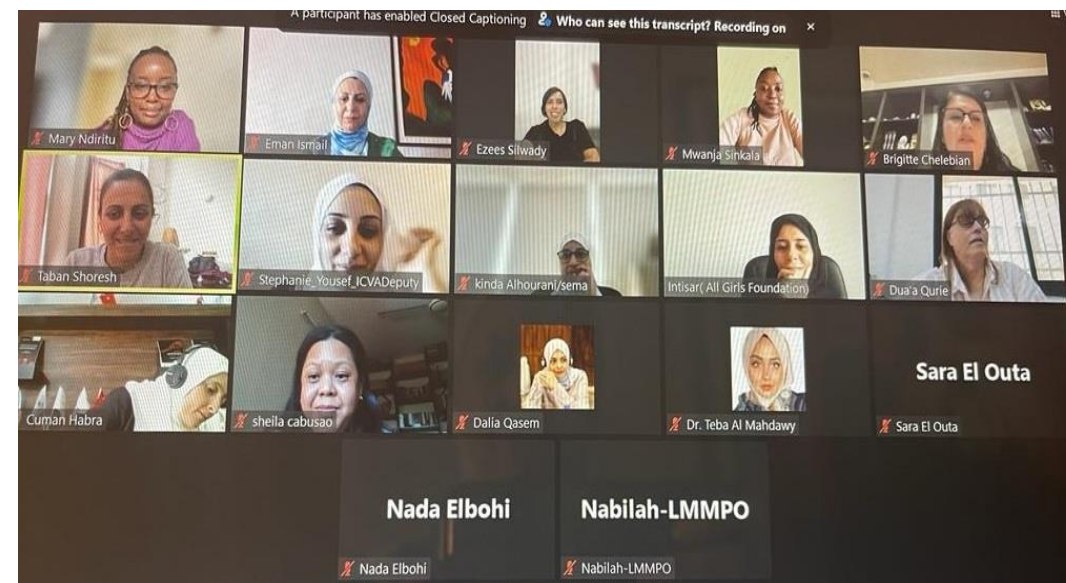 A participant has enabled Closed Captioning Who can see this transcript? Recording on
Mary Ndiritu
Eman Ismail
Ezees Silwady
Mwanja Sinkala
Brigitte Chelebian
Taban Shoresh
Stephanie_Yousef_ICVADeputy
kinda Alhourani/sema
Intisar( All Girls Foundation)
Dua'a Qurie
Cuman Habra
sheila cabusao
Dalia Qasem
Dr. Teba Al Mahdawy
Sara El Outa
Sara El Outa
Nada Elbohi
Nada Elbohi
Nabilah-LMMPO
Nabilah-LMMPO